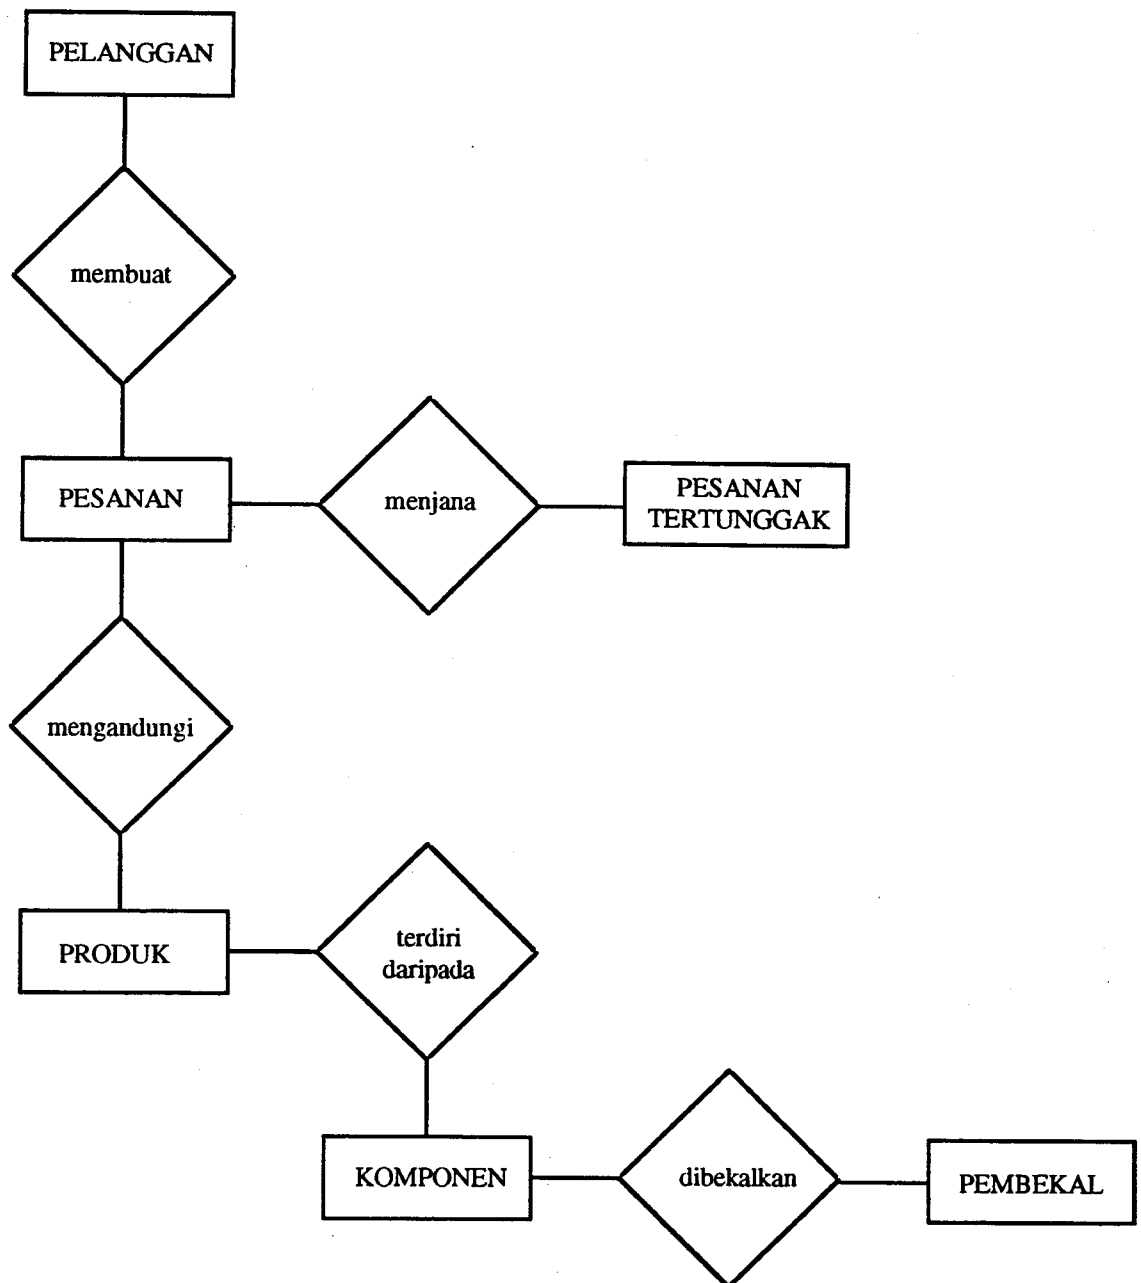 PELANGGAN
membuat
PESANAN
menjana
PESANAN
TERTUNGGAK
mengandungi
PRODUK
terdiri
daripada
KOMPONEN
dibekalkan
PEMBEKAL